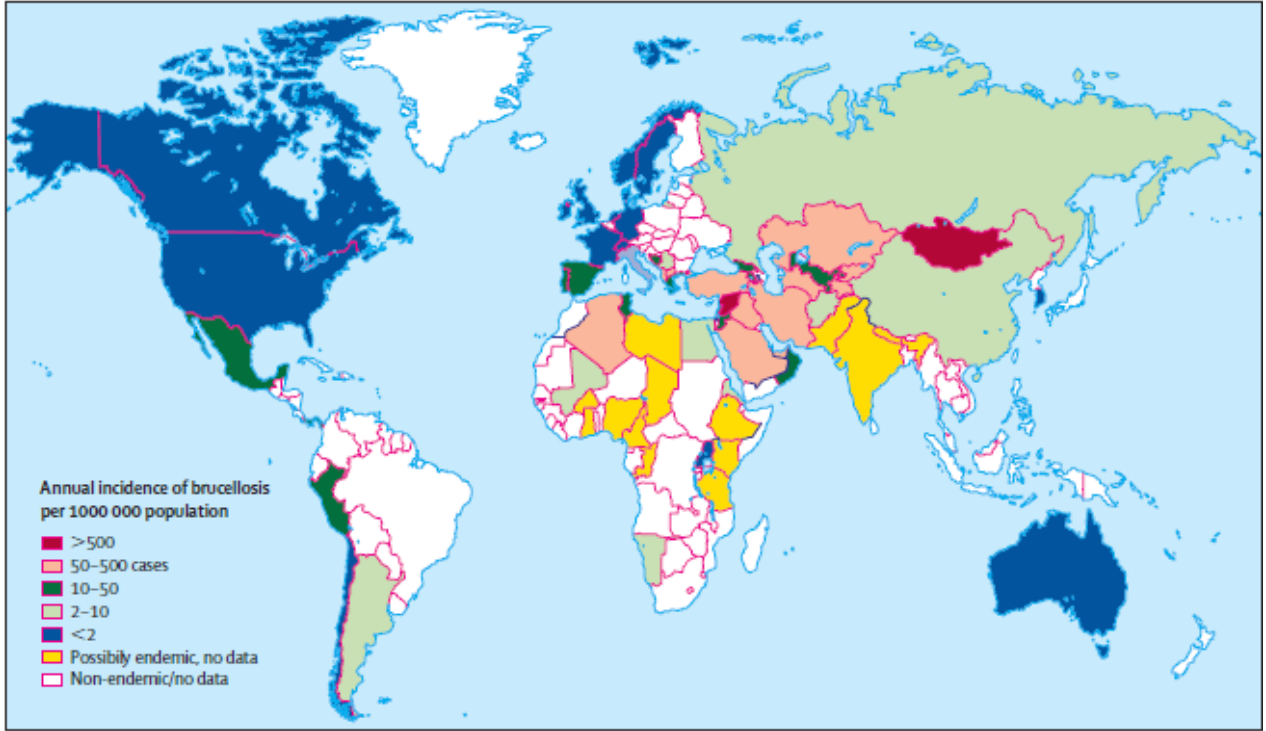 Annual incidence of brucellosis
per 1000 000 population
>500
50–500 cases
10–50
2–10
<2
Possibily endemic, no data
Non-endemic/no data